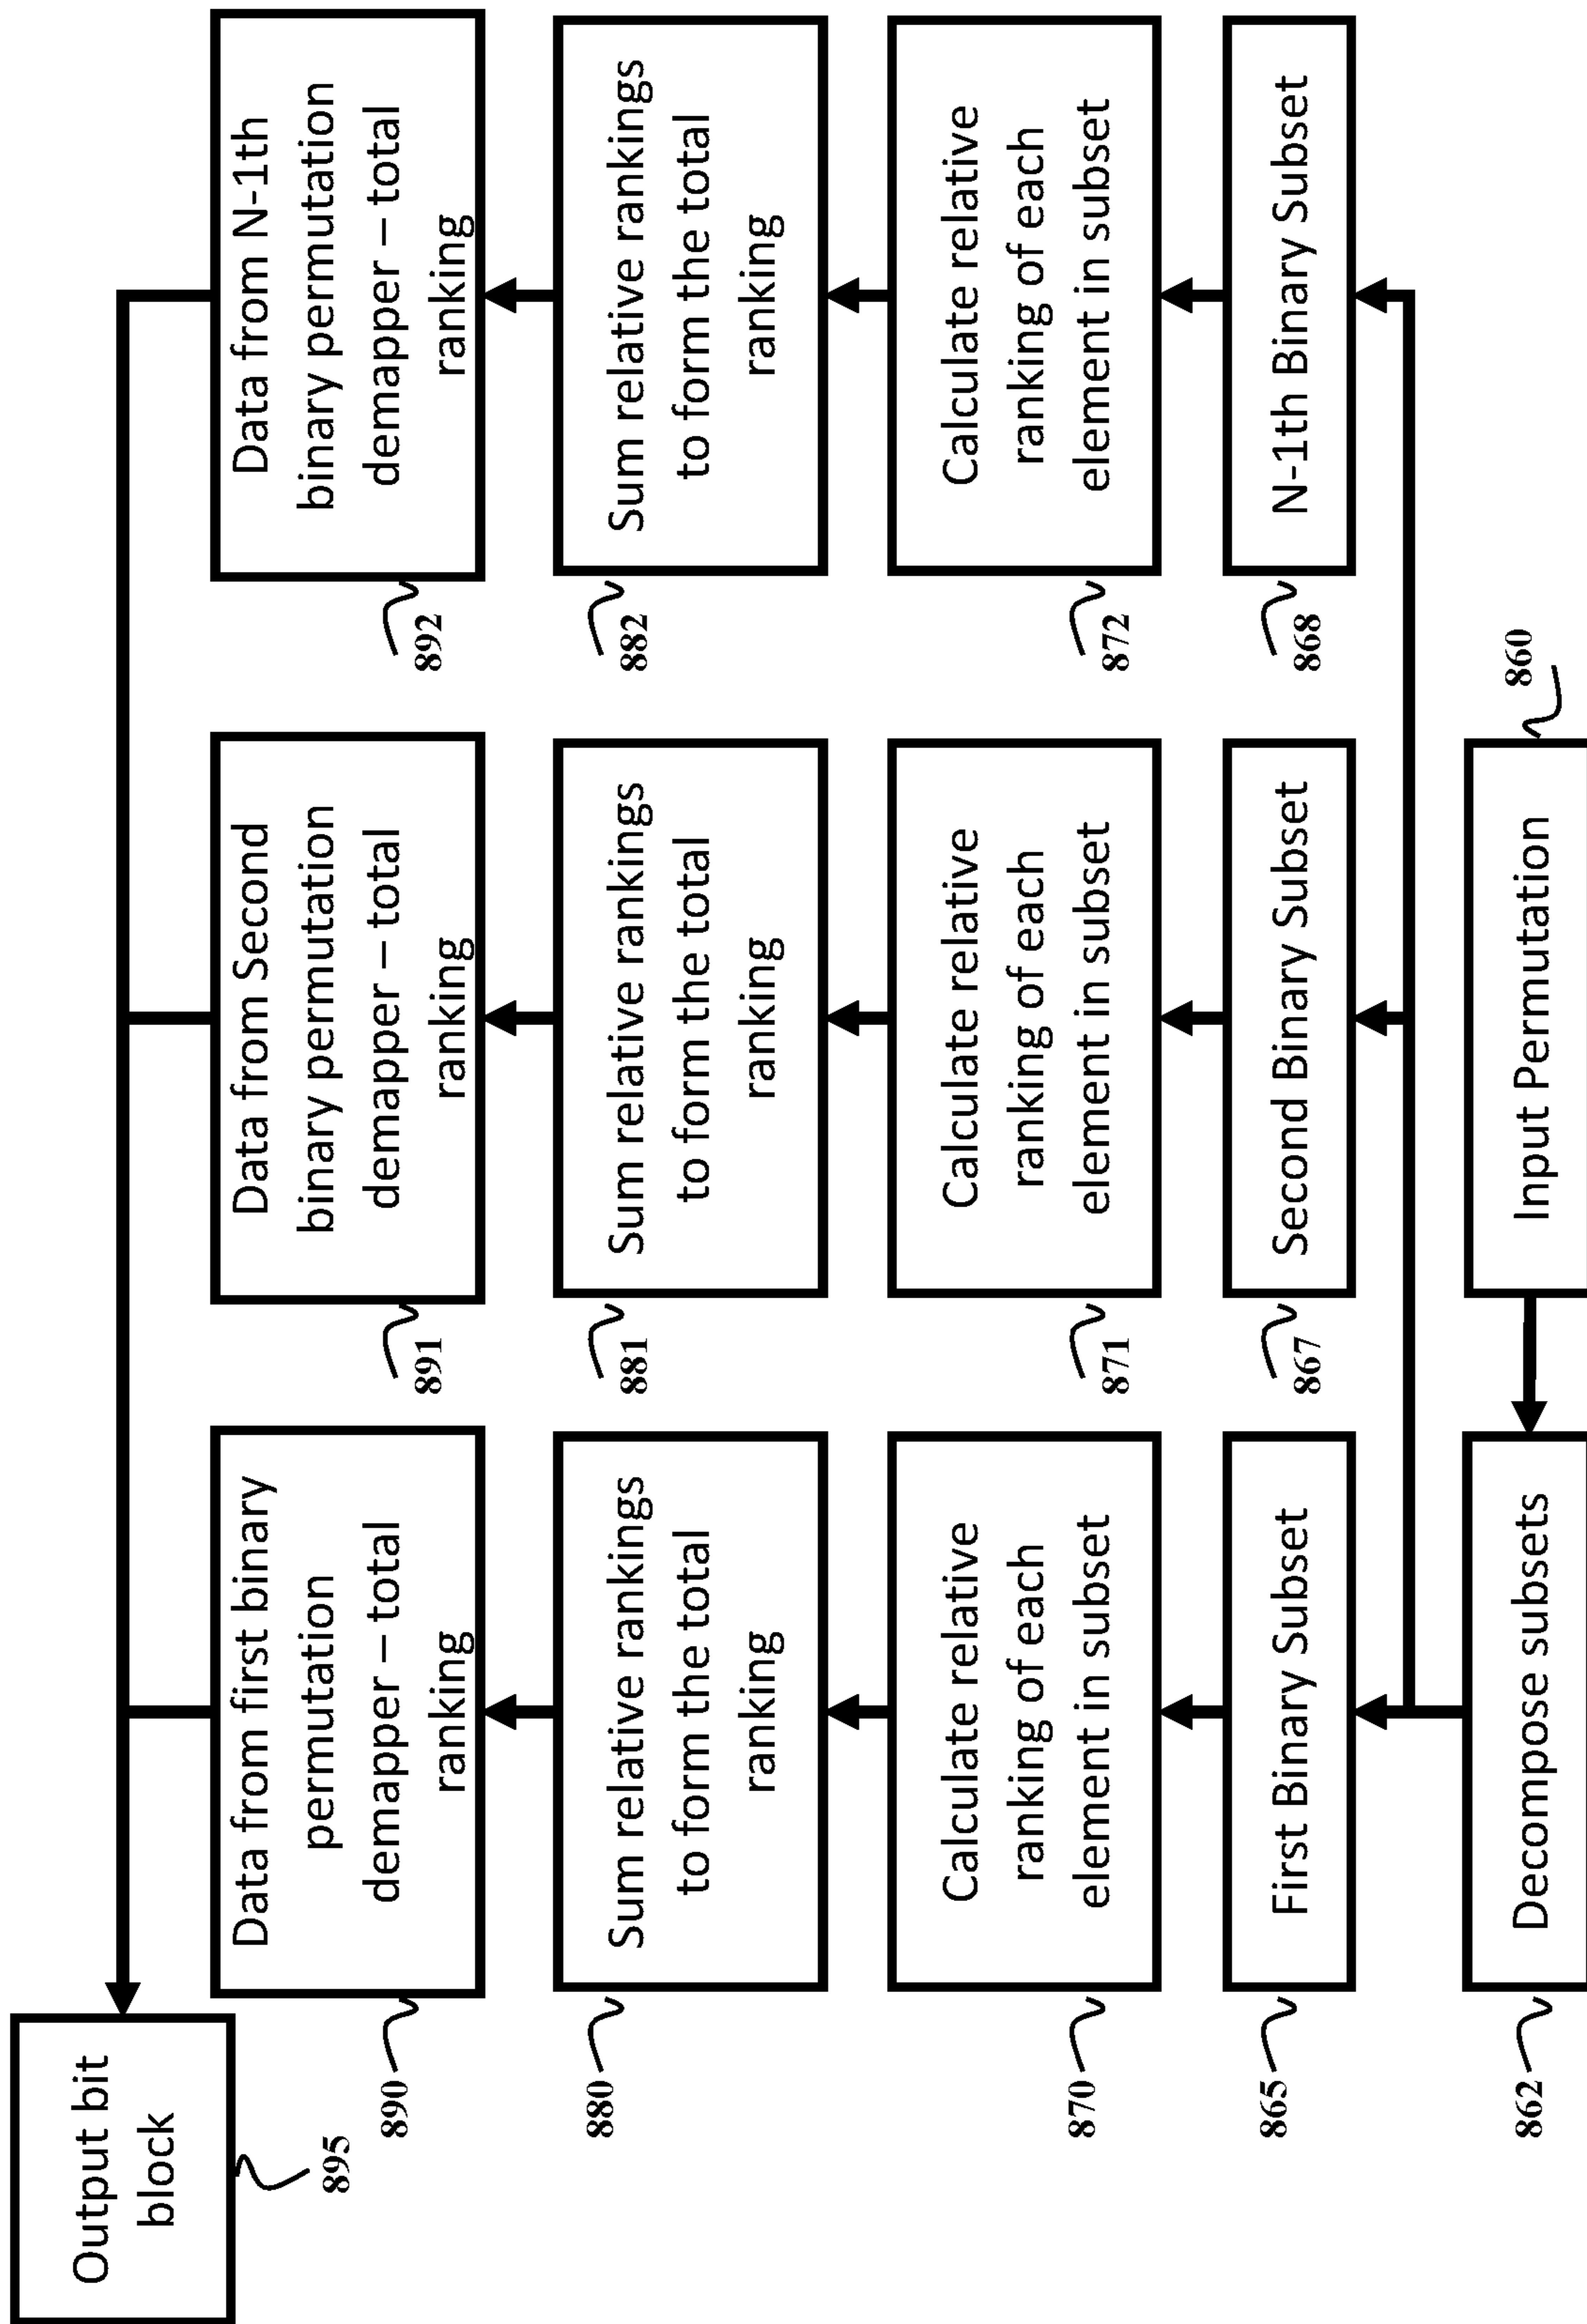 Output bit
block
895
Data from first binary
permutation
demapper – total
ranking
890
Data from Second
binary permutation
demapper – total
ranking
891
Data from N-1th
binary permutation
demapper – total
ranking
892
Sum relative rankings
to form the total
ranking
880
Sum relative rankings
to form the total
ranking
881
Sum relative rankings
to form the total
ranking
882
Calculate relative
ranking of each
element in subset
870
Calculate relative
ranking of each
element in subset
871
Calculate relative
ranking of each
element in subset
872
First Binary Subset
865
Second Binary Subset
867
N-1th Binary Subset
868
Decompose subsets
862
Input Permutation
860